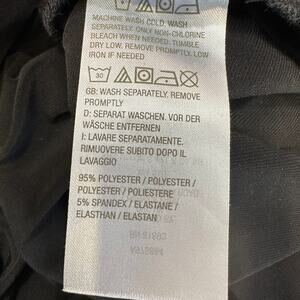 MACHINE WASH COLD. WASH
SEPARATELY. ONLY NON-CHLORINE
BLEACH WHEN NEEDED. TUMBLE
DRY LOW. REMOVE PROMPTLY. LOW
IRON IF NEEDED
30
GB: WASH SEPARATELY. REMOVE
PROMPTLY
D: SEPARAT WASCHEN. VOR DER
WÄSCHE ENTFERNEN
I: LAVARE SEPARATAMENTE.
RIMUOVERE SUBITO DOPO IL
LAVAGGIO
95% POLYESTER / POLYESTER /
POLYESTER / POLIESTERE
5% SPANDEX / ELASTANE /
ELASTHAN / ELASTAN